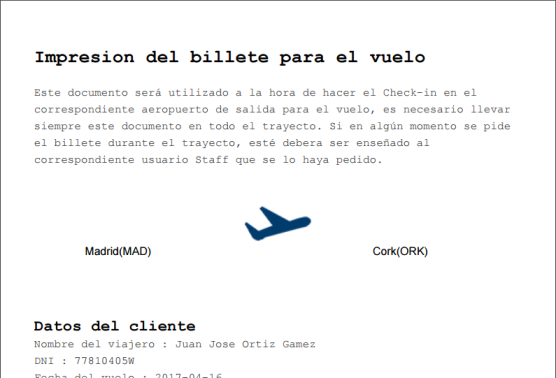 Impresion del billete para el vuelo
Este documento será utilizado a la hora de hacer el Check-in en el
correspondiente aeropuerto de salida para el vuelo, es necesario llevar
siempre este documento en todo el trayecto. Si en algún momento se pide
el billete durante el trayecto, esté debera ser enseñado al
correspondiente usuario Staff que se lo haya pedido.
Madrid(MAD)
Cork(ORK)
Datos del cliente
Nombre del viajero : Juan Jose Ortiz Gamez
DNI : 77810405W
Fecha del vuelo : 2017-04-16